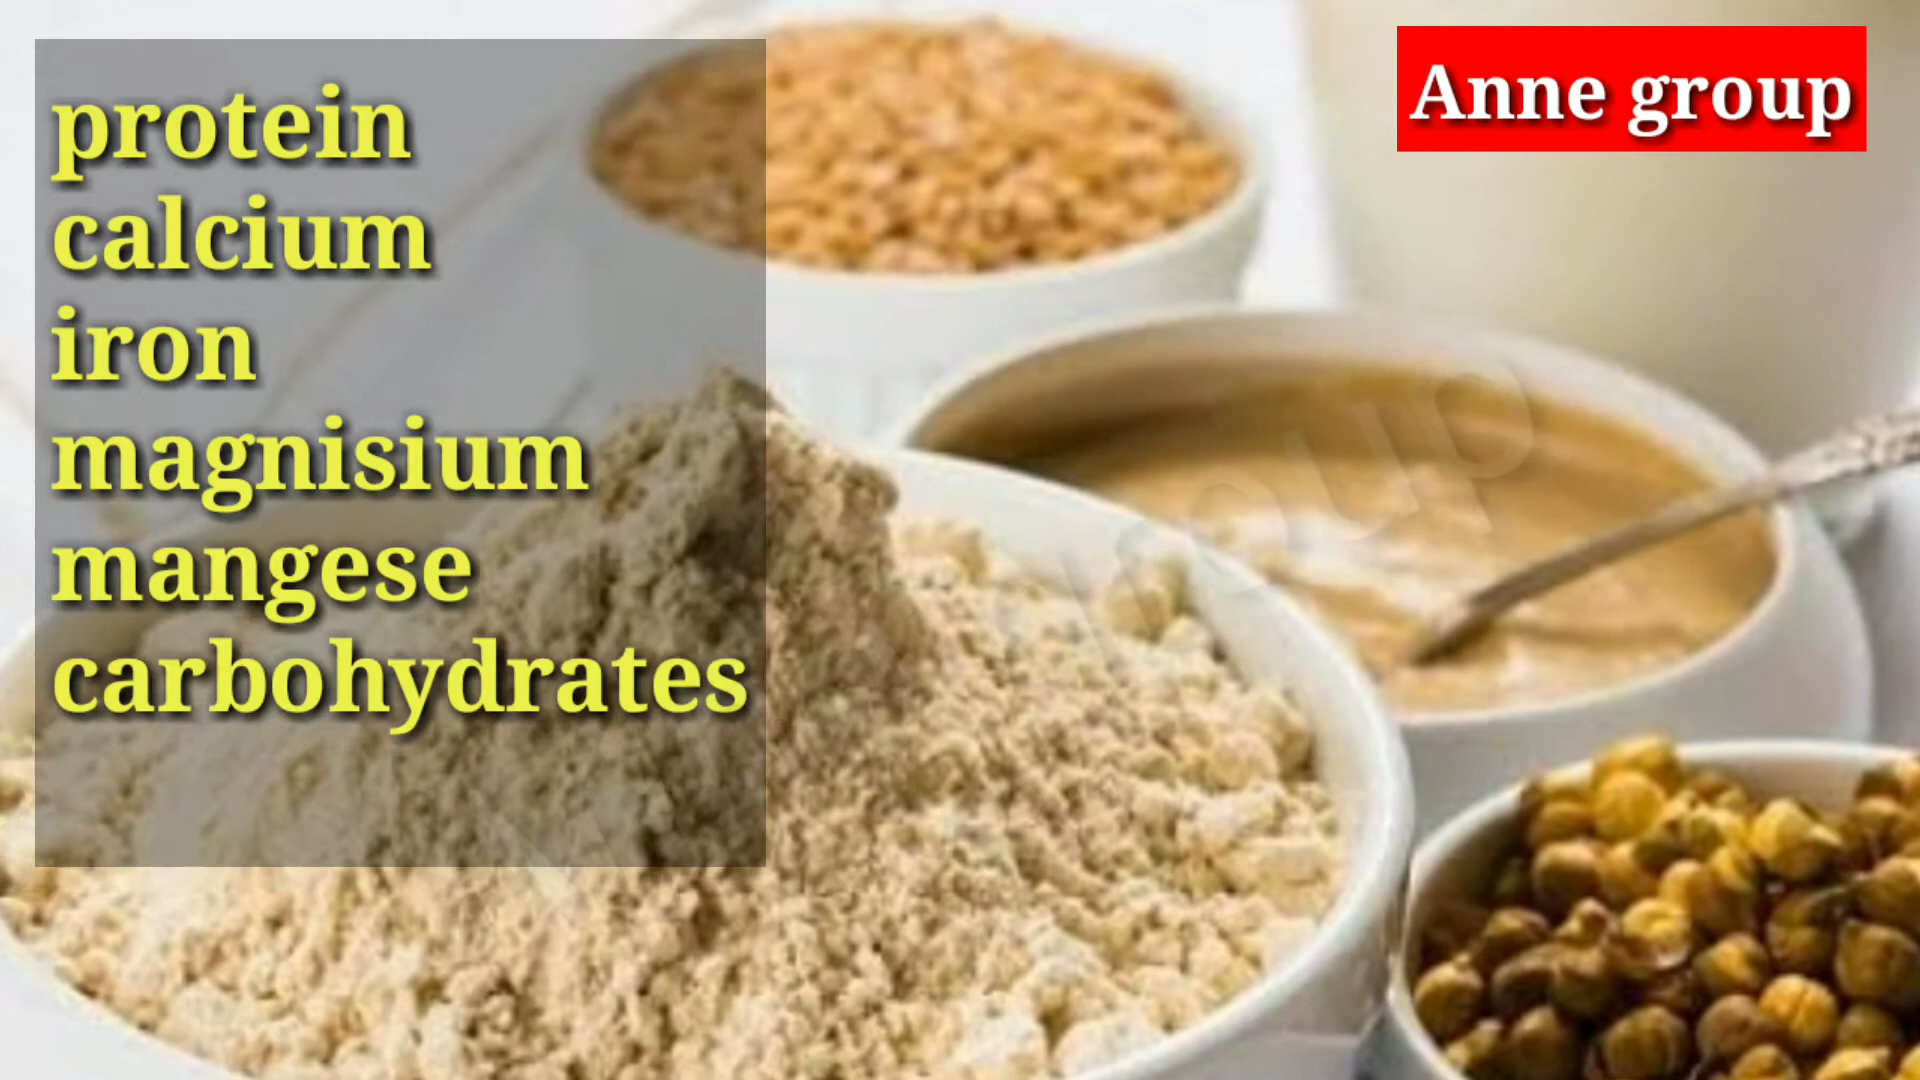 protein
calcium
iron
magnisium
mangese
carbohydrates
Anne group